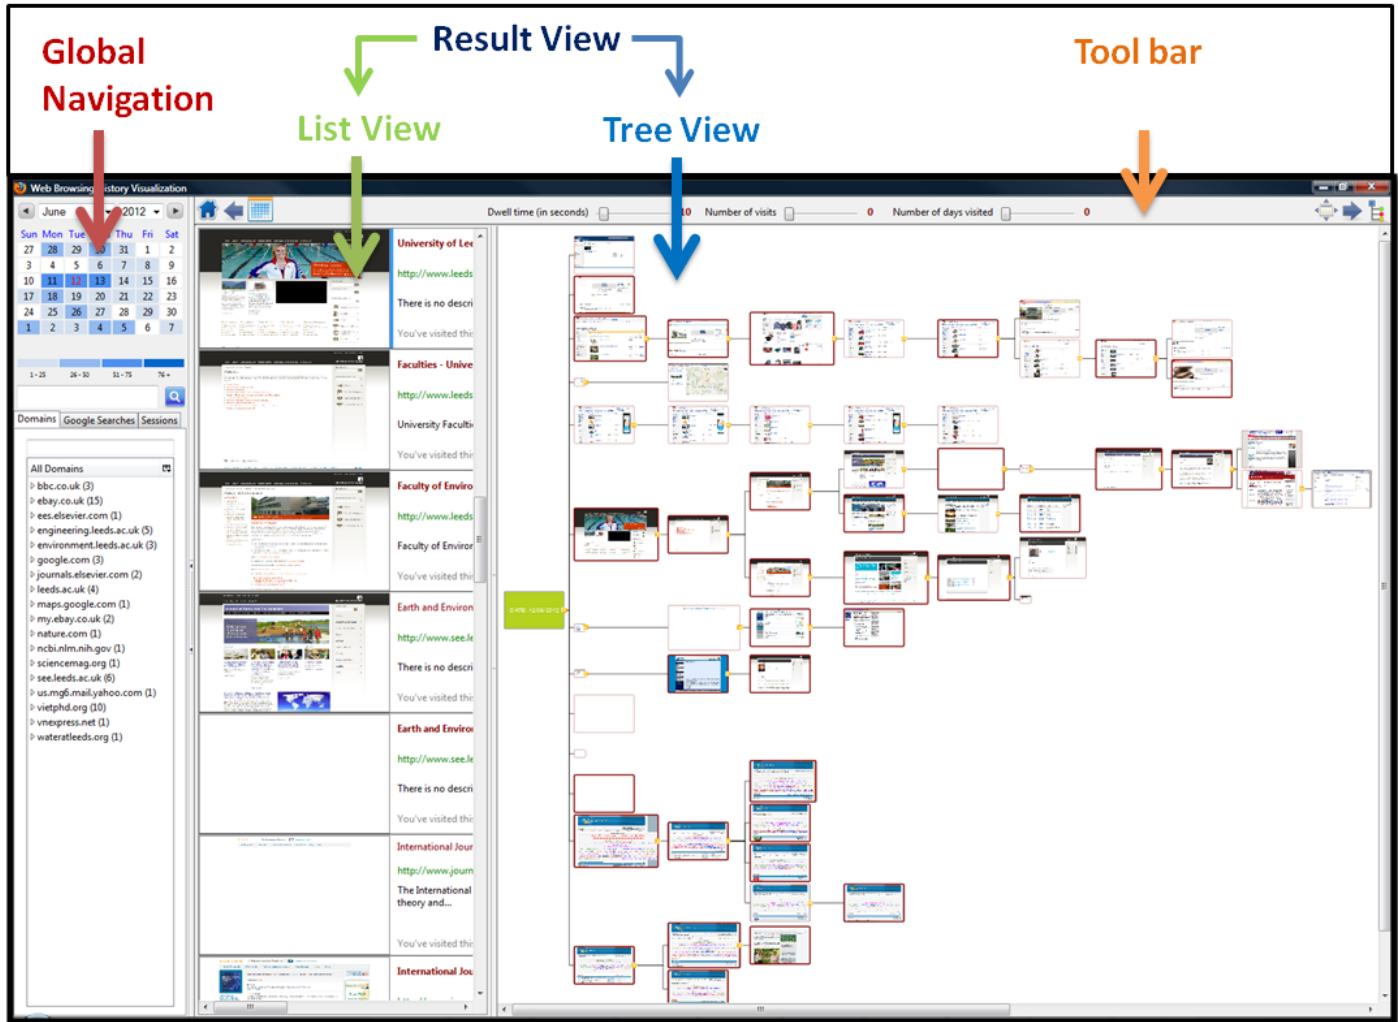 Global
Navigation
Result View
List View
Tree View
Tool bar
Web Browsing History Visualization
June 2012
Dwell time (in seconds) 10 Number of visits 0 Number of days visited 0
Sun Mon Tue Thu Fri Sat
27 28 29 30 31 1 2
3 4 5 6 7 8 9
10 11 12 13 14 15 16
17 18 19 20 21 22 23
24 25 26 27 28 29 30
1 2 3 4 5 6 7
1 - 25 26 - 50 51 - 75 76 +
Domains Google Searches Sessions
All Domains
bbc.co.uk (3)
ebay.co.uk (15)
ees.elsevier.com (1)
engineering.leeds.ac.uk (5)
environment.leeds.ac.uk (3)
google.com (3)
journals.elsevier.com (2)
leeds.ac.uk (4)
maps.google.com (1)
my.ebay.co.uk (2)
nature.com (1)
ncbi.nlm.nih.gov (1)
sciencemag.org (1)
see.leeds.ac.uk (6)
us.mg6.mail.yahoo.com (1)
vietphd.org (10)
vnexpress.net (1)
wateratleeds.org (1)
University of Lee
http://www.leeds
There is no descri
You've visited this
Faculties - Unive
http://www.leeds
University Faculti
You've visited this
Faculty of Enviro
http://www.leeds
Faculty of Environ
You've visited this
Earth and Environ
http://www.see.le
There is no descri
You've visited this
Earth and Enviro
http://www.see.le
There is no descri
You've visited this
International Jour
http://www.journ
The International
theory and...
You've visited this
International Jou
DATE: 12/06/2012